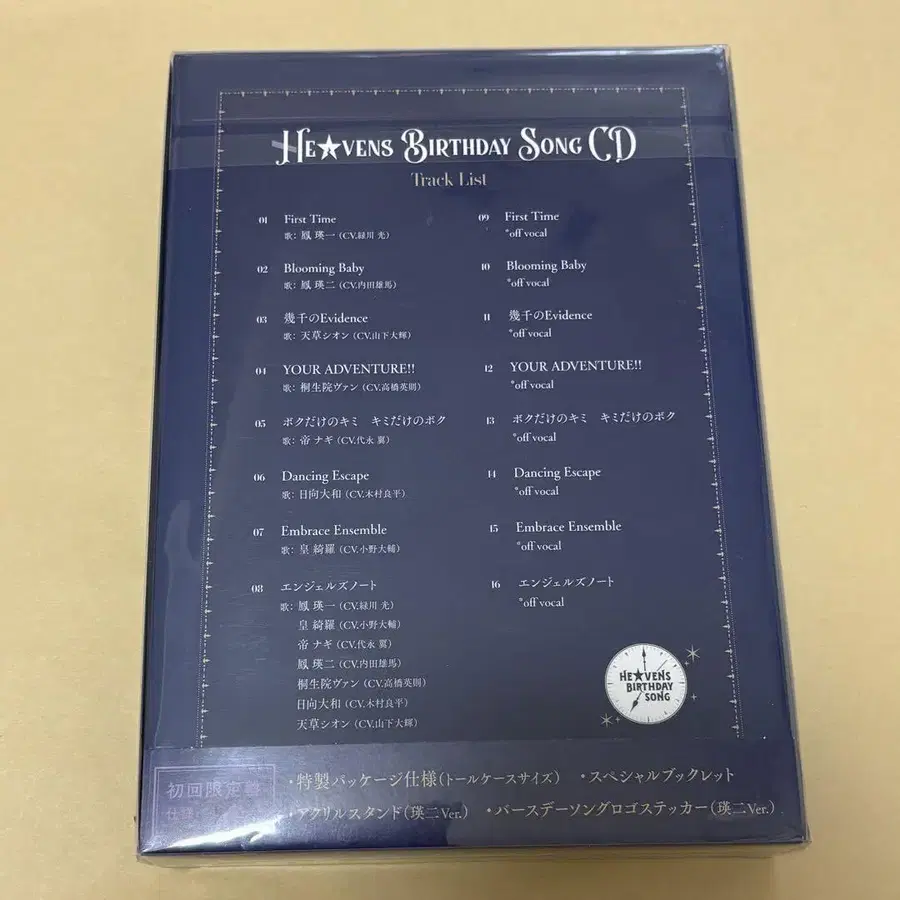 HE★VENS BIRTHDAY SONG CD
Track List
01 First Time
歌: 鳳 瑛一 (CV.緑川 光)
02 Blooming Baby
歌: 鳳 瑛二 (CV.内田雄馬)
03 幾千のEvidence
歌: 天草シオン (CV.山下大輝)
04 YOUR ADVENTURE!!
歌: 桐生院ヴァン (CV.高橋英則)
05 ボクだけのキミ キミだけのボク
歌: 帝 ナギ (CV.代永 翼)
06 Dancing Escape
歌: 日向大和 (CV.木村良平)
07 Embrace Ensemble
歌: 皇 綺羅 (CV.小野大輔)
08 エンジェルズノート
歌: 鳳 瑛一 (CV.緑川 光)
皇 綺羅 (CV.小野大輔)
帝 ナギ (CV.代永 翼)
鳳 瑛二 (CV.内田雄馬)
桐生院ヴァン (CV.高橋英則)
日向大和 (CV.木村良平)
天草シオン (CV.山下大輝)
09 First Time
*off vocal
10 Blooming Baby
*off vocal
11 幾千のEvidence
*off vocal
12 YOUR ADVENTURE!!
*off vocal
13 ボクだけのキミ キミだけのボク
*off vocal
14 Dancing Escape
*off vocal
15 Embrace Ensemble
*off vocal
16 エンジェルズノート
*off vocal
HE★VENS
BIRTHDAY
SONG
初回限定盤
・特製パッケージ仕様(トールケースサイズ) ・スペシャルブックレット
・アクリルスタンド(瑛二Ver.) ・バースデーソングロゴステッカー(瑛二Ver.)